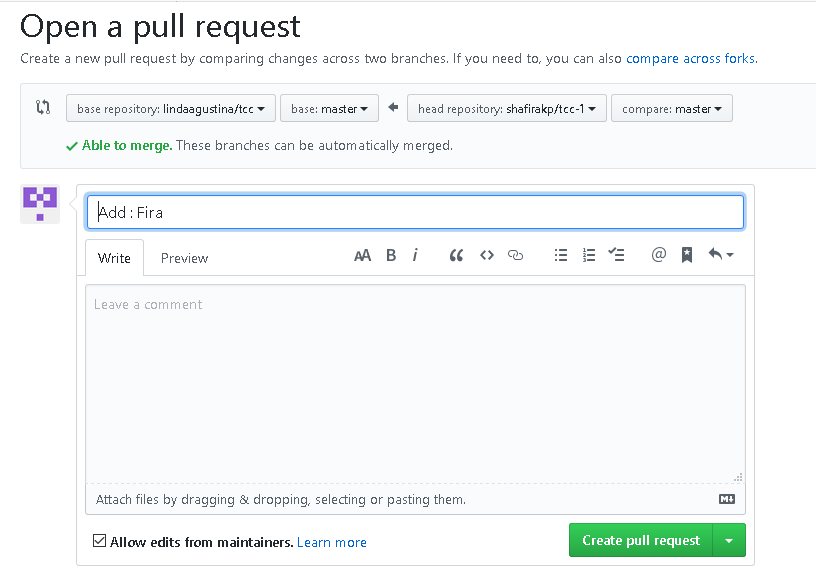 Open a pull request
Create a new pull request by comparing changes across two branches. If you need to, you can also compare across forks.
base repository: lindaagustina/tcc base: master head repository: shafirakp/tcc-1 compare: master
Able to merge. These branches can be automatically merged.
Add : Fira
Write Preview AA B i @
Leave a comment
Attach files by dragging & dropping, selecting or pasting them.
Allow edits from maintainers. Learn more
Create pull request